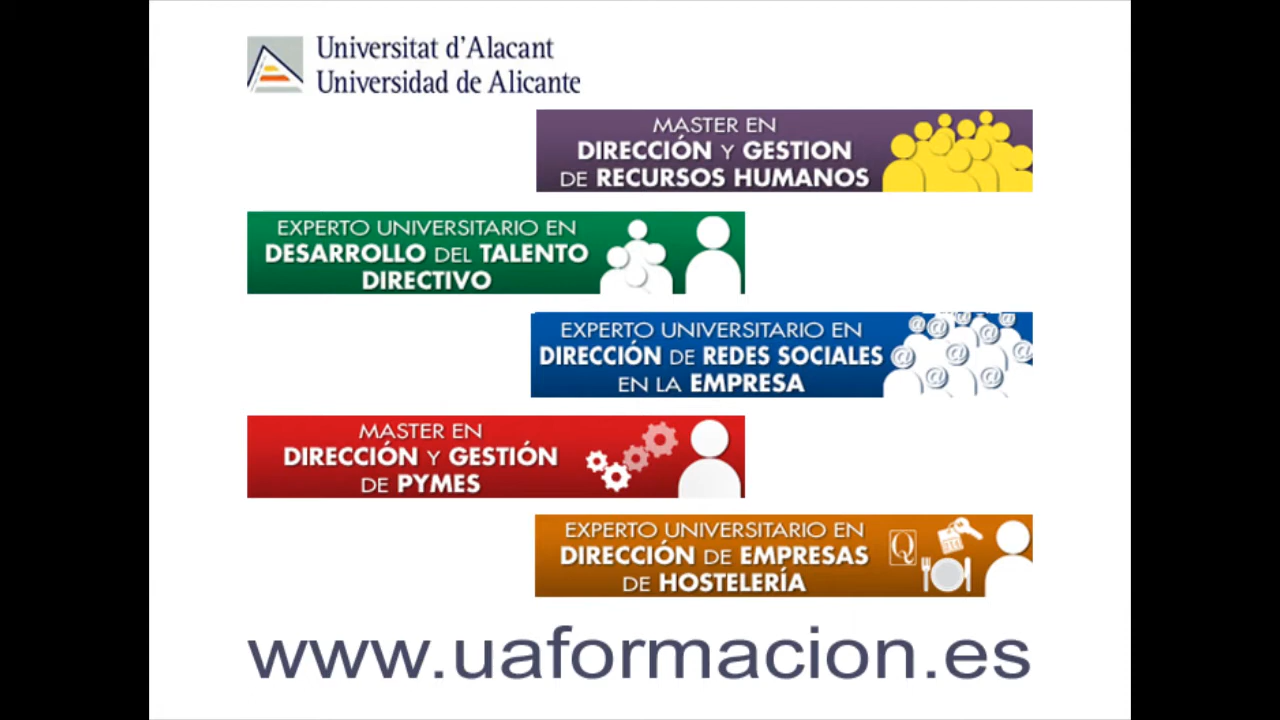 Universitat d'Alacant
Universidad de Alicante
MASTER EN
DIRECCIÓN Y GESTION
DE RECURSOS HUMANOS
EXPERTO UNIVERSITARIO EN
DESARROLLO DEL TALENTO
DIRECTIVO
EXPERTO UNIVERSITARIO EN
DIRECCIÓN DE REDES SOCIALES
EN LA EMPRESA
@ @ @ @ @ @ @ @ @
MASTER EN
DIRECCIÓN Y GESTIÓN
DE PYMES
EXPERTO UNIVERSITARIO EN
DIRECCIÓN DE EMPRESAS
DE HOSTELERÍA
Q
www.uaformacion.es